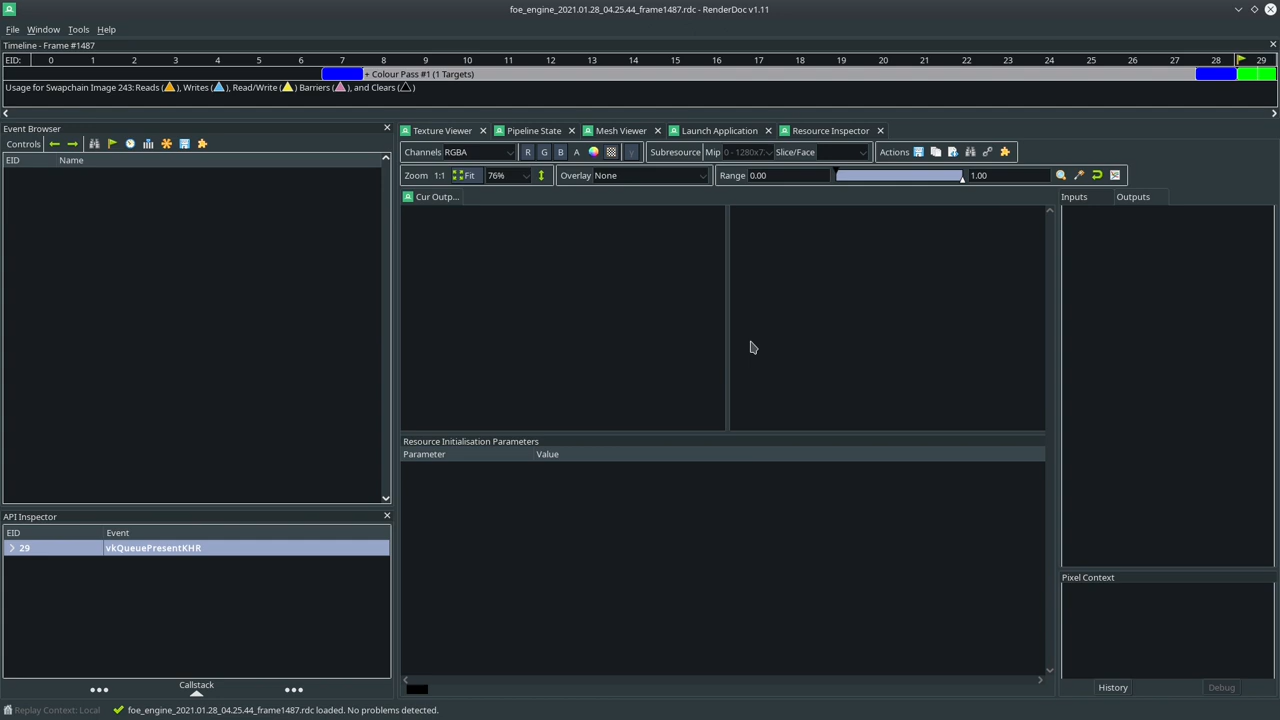 foe_engine_2021.01.28_04.25.44_frame1487.rdc - RenderDoc v1.11
File Window Tools Help
Timeline - Frame #1487
EID: 0 1 2 3 4 5 6 7 8 9 10 11 12 13 14 15 16 17 18 19 20 21 22 23 24 25 26 27 28 29
+ Colour Pass #1 (1 Targets)
Usage for Swapchain Image 243: Reads ( ), Writes ( ), Read/Write ( ) Barriers ( ), and Clears ( )
Event Browser
Controls
EID Name
API Inspector
EID Event
29 vkQueuePresentKHR
Callstack
Texture Viewer Pipeline State Mesh Viewer Launch Application Resource Inspector
Channels RGBA R G B A γ Subresource Mip 0 - 1280x7 Slice/Face Actions
Zoom 1:1 Fit 76% Overlay None Range 0.00 1.00
Cur Outp...
Inputs Outputs
Resource Initialisation Parameters
Parameter Value
Pixel Context
History Debug
Replay Context: Local foe_engine_2021.01.28_04.25.44_frame1487.rdc loaded. No problems detected.